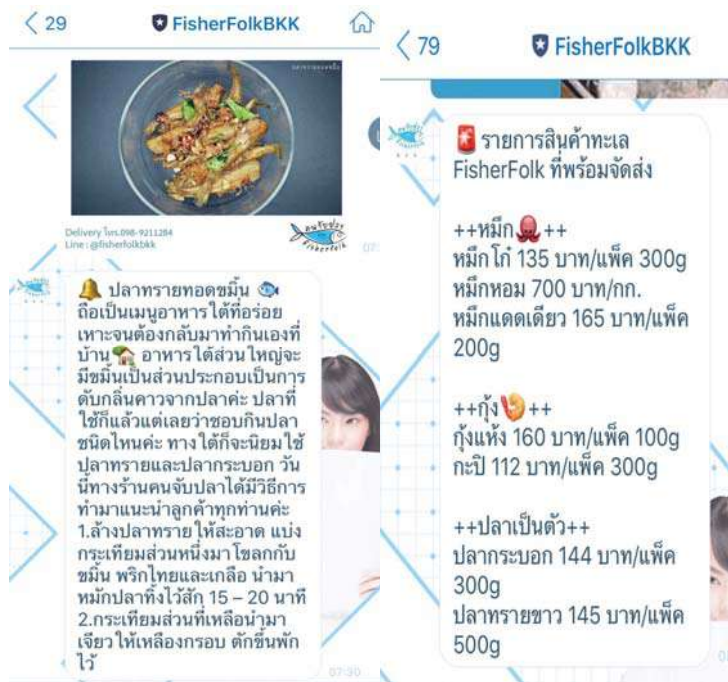 29
FisherFolkBKK
Delivery โทร.098-9211284
Line : @fisherfolkbkk
คนจับปลา
Fisherfolk
🔔 ปลาทรายทอดขมิ้น 🐟
ถือเป็นเมนูอาหารใต้ที่อร่อย
เหาะจนต้องกลับมาทำกินเองที่
บ้าน🏡 อาหารใต้ส่วนใหญ่จะ
มีขมิ้นเป็นส่วนประกอบเป็นการ
ดับกลิ่นคาวจากปลาค่ะ ปลาที่
ใช้ก็แล้วแต่เลยว่าชอบกินปลา
ชนิดไหนค่ะ ทางใต้ก็จะนิยมใช้
ปลาทรายและปลากระบอก วัน
นี้ทางร้านคนจับปลาได้มีวิธีการ
ทำมาแนะนำลูกค้าทุกท่านค่ะ
1.ล้างปลาทรายให้สะอาด แบ่ง
กระเทียมส่วนหนึ่งมาโขลกกับ
ขมิ้น พริกไทยและเกลือ นำมา
หมักปลาทิ้งไว้สัก 15 – 20 นาที
2.กระเทียมส่วนที่เหลือนำมา
เจียวให้เหลืองกรอบ ตักขึ้นพัก
ไว้
07:30
79
FisherFolkBKK
🚨 รายการสินค้าทะเล
FisherFolk ที่พร้อมจัดส่ง
++หมึก🐙++
หมึกโก๋ 135 บาท/แพ็ค 300g
หมึกหอม 700 บาท/กก.
หมึกแดดเดียว 165 บาท/แพ็ค
200g
++กุ้ง🍤++
กุ้งแห้ง 160 บาท/แพ็ค 100g
กะปิ 112 บาท/แพ็ค 300g
++ปลาเป็นตัว++
ปลากระบอก 144 บาท/แพ็ค
300g
ปลาทรายขาว 145 บาท/แพ็ค
500g